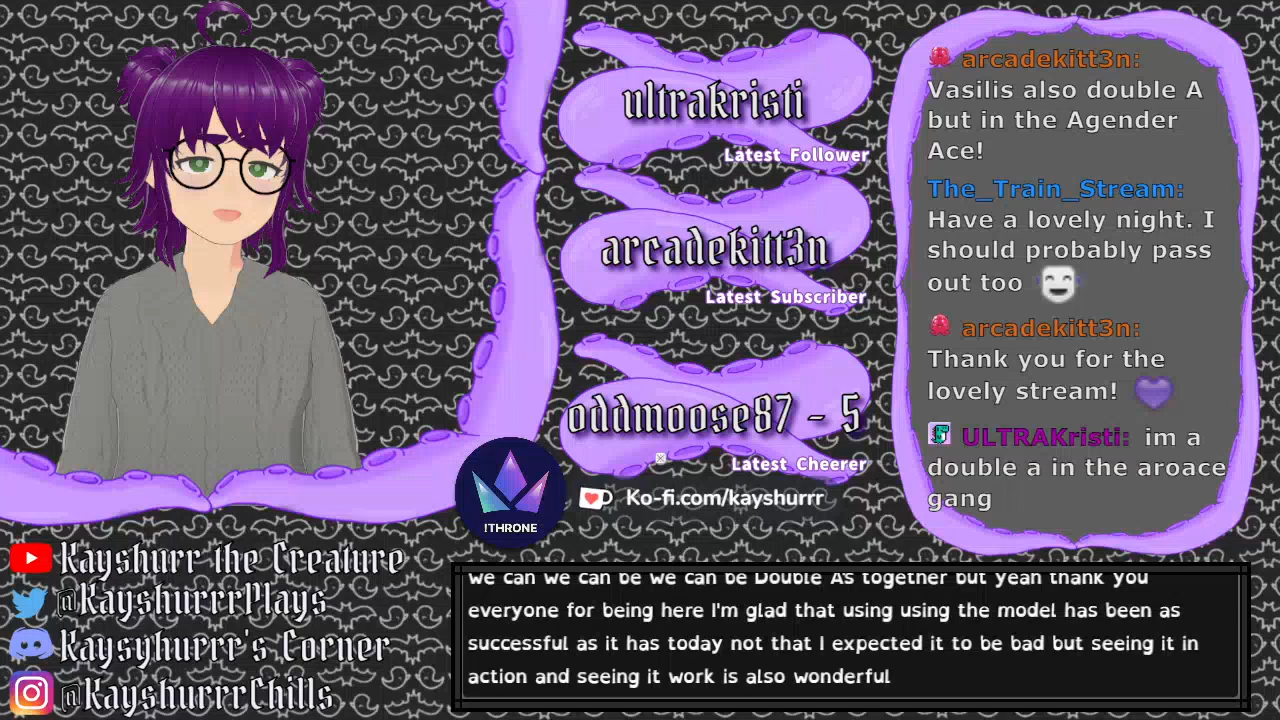 ultrakristi
Latest Follower
arcadekitt3n
Latest Subscriber
oddmoose87 - 5
Latest Cheerer
!THRONE
Ko-fi.com/kayshurrr
arcadekitt3n:
Vasilis also double A
but in the Agender
Ace!
The_Train_Stream:
Have a lovely night. I
should probably pass
out too
arcadekitt3n:
Thank you for the
lovely stream!
ULTRAKristi: im a
double a in the aroace
gang
Kayshurr the Creature
@KayshurrrPlays
Kaysyhurrr's Corner
@KayshurrrChills
we can we can be we can be Double A's together but yeah thank you
everyone for being here I'm glad that using using the model has been as
successful as it has today not that I expected it to be bad but seeing it in
action and seeing it work is also wonderful